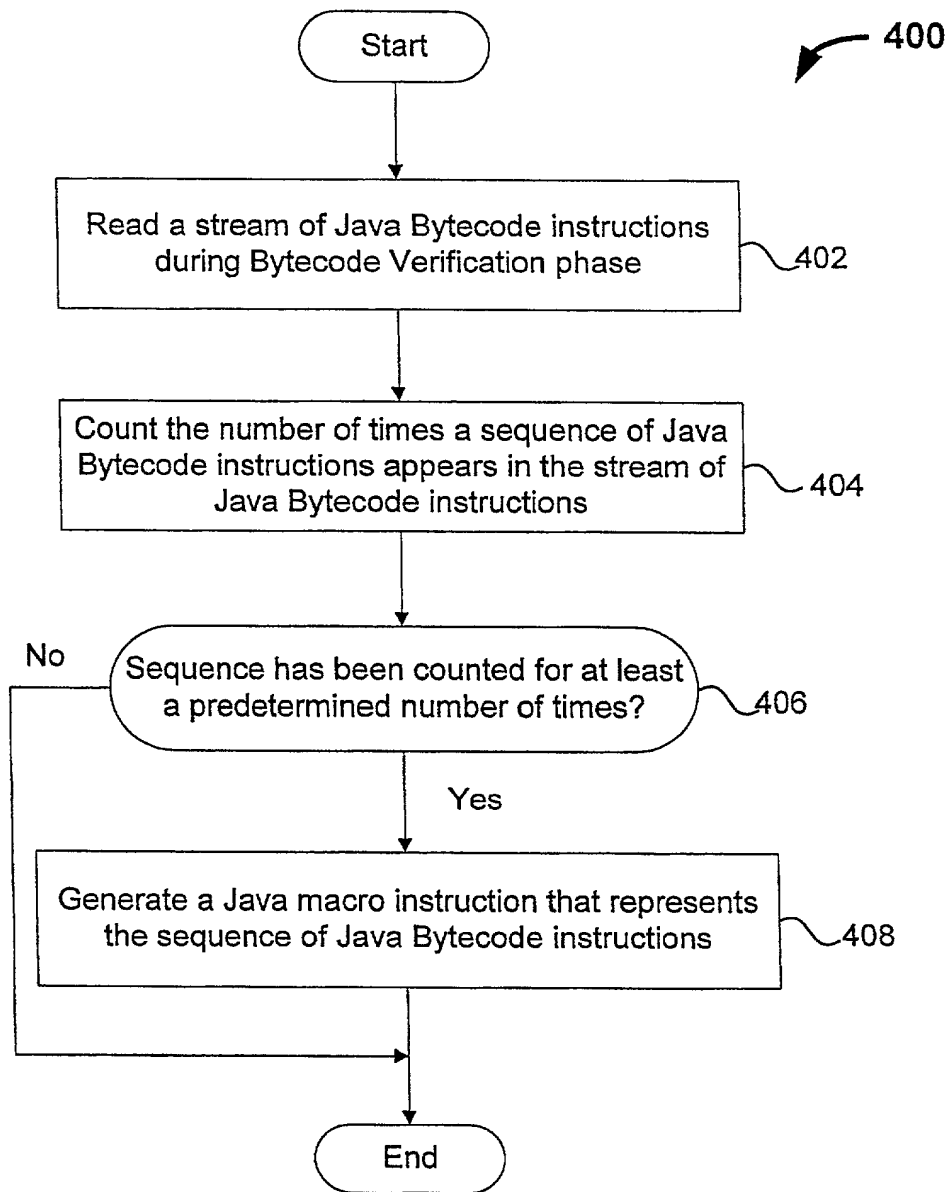 Start
400
Read a stream of Java Bytecode instructions
during Bytecode Verification phase
402
Count the number of times a sequence of Java
Bytecode instructions appears in the stream of
Java Bytecode instructions
404
No
Sequence has been counted for at least
a predetermined number of times?
406
Yes
Generate a Java macro instruction that represents
the sequence of Java Bytecode instructions
408
End